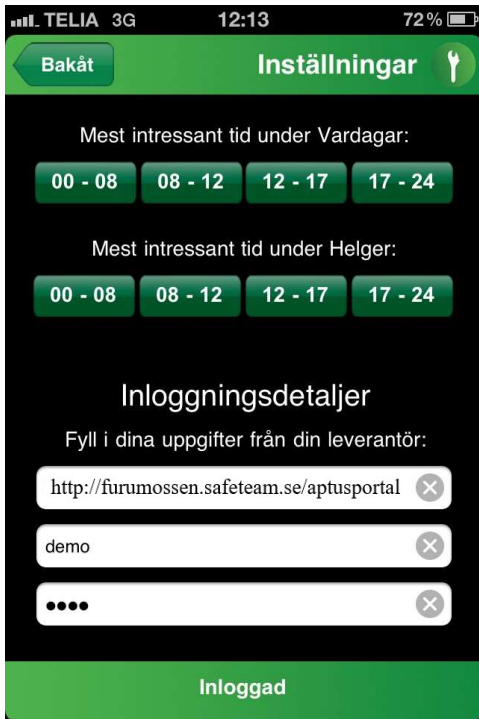 TELIA 3G 12:13 72%
Bakåt Inställningar
Mest intressant tid under Vardagar:
00 - 08 08 - 12 12 - 17 17 - 24
Mest intressant tid under Helger:
00 - 08 08 - 12 12 - 17 17 - 24
Inloggningsdetaljer
Fyll i dina uppgifter från din leverantör:
http://furumossen.safeteam.se/aptusportal
demo
••••
Inloggad